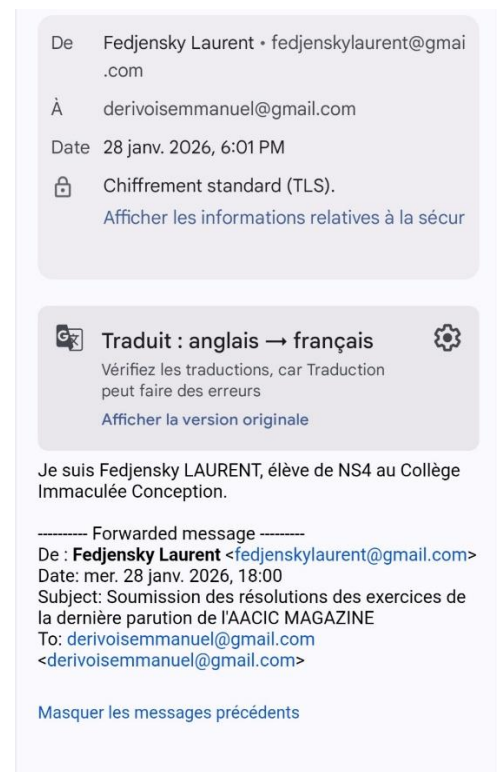 De Fedjensky Laurent • fedjenskylaurent@gmai
.com
À derivoisemmanuel@gmail.com
Date 28 janv. 2026, 6:01 PM
Chiffrement standard (TLS).
Afficher les informations relatives à la sécur
Traduit : anglais → français
Vérifiez les traductions, car Traduction
peut faire des erreurs
Afficher la version originale
Je suis Fedjensky LAURENT, élève de NS4 au Collège
Immaculée Conception.
---------- Forwarded message ---------
De : Fedjensky Laurent <fedjenskylaurent@gmail.com>
Date: mer. 28 janv. 2026, 18:00
Subject: Soumission des résolutions des exercices de
la dernière parution de l'AACIC MAGAZINE
To: derivoisemmanuel@gmail.com
<derivoisemmanuel@gmail.com>
Masquer les messages précédents